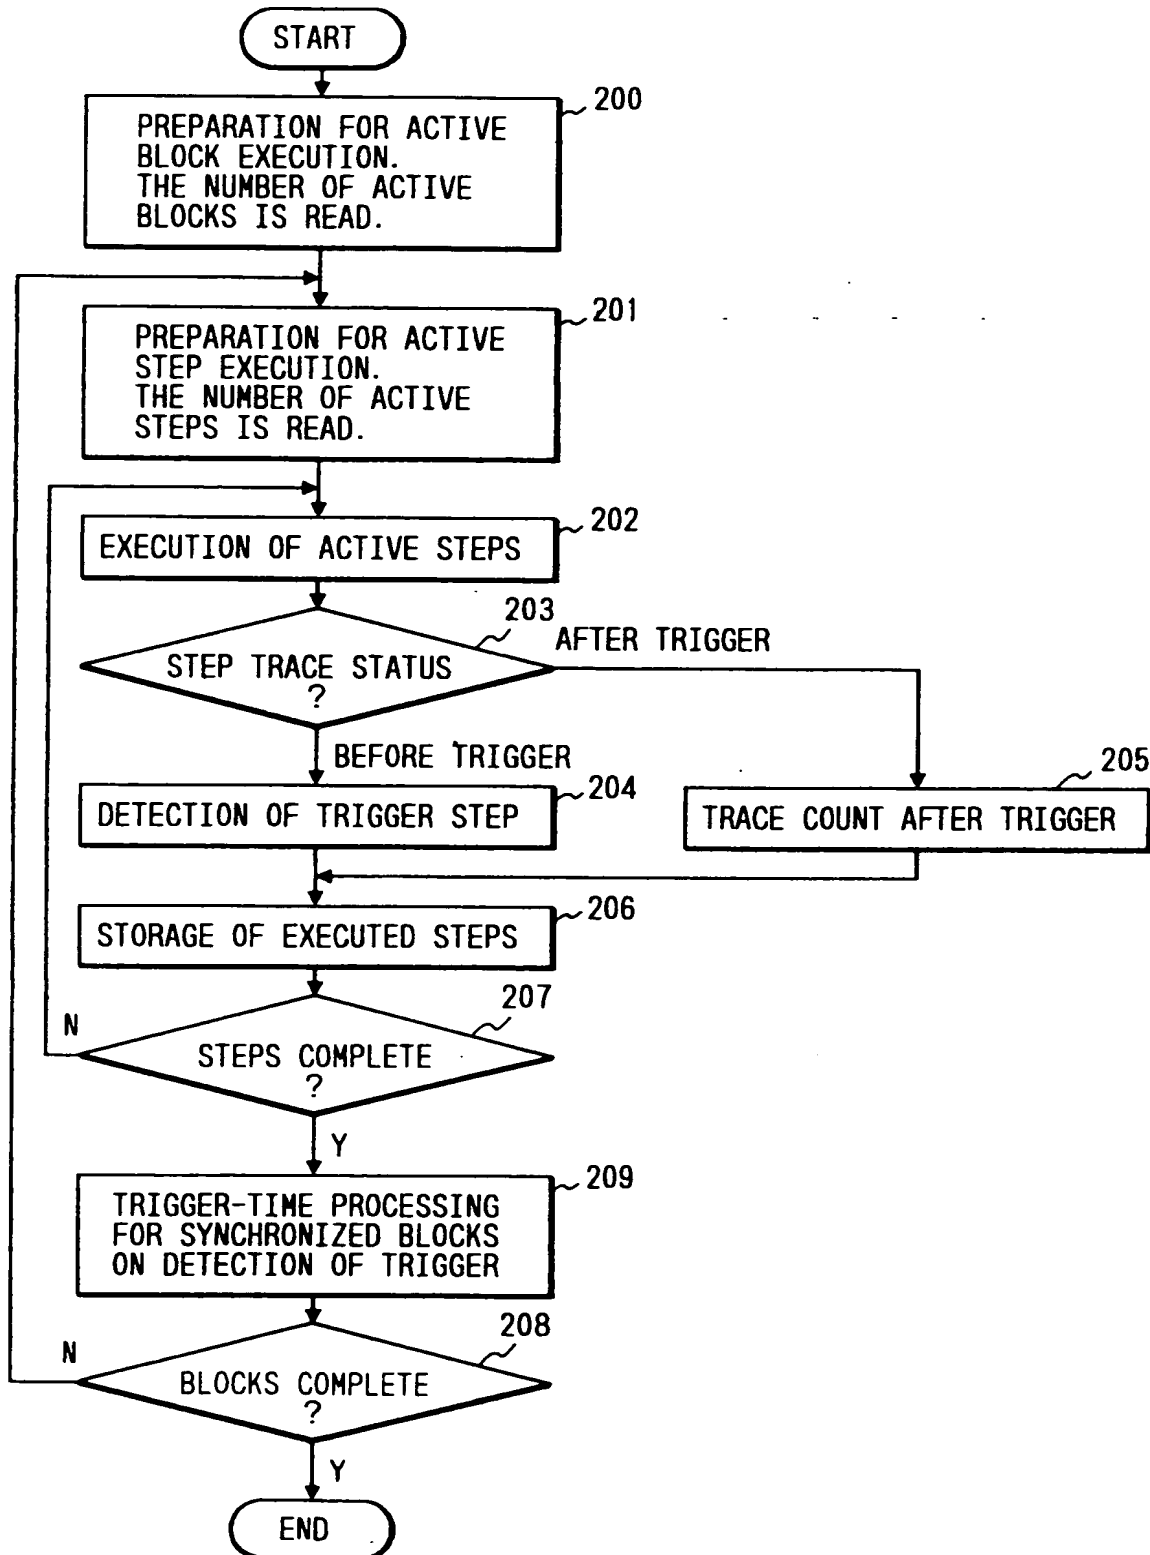 START
200
PREPARATION FOR ACTIVE
BLOCK EXECUTION.
THE NUMBER OF ACTIVE
BLOCKS IS READ.
201
PREPARATION FOR ACTIVE
STEP EXECUTION.
THE NUMBER OF ACTIVE
STEPS IS READ.
202
EXECUTION OF ACTIVE STEPS
203
AFTER TRIGGER
STEP TRACE STATUS
?
BEFORE TRIGGER
204
DETECTION OF TRIGGER STEP
205
TRACE COUNT AFTER TRIGGER
206
STORAGE OF EXECUTED STEPS
207
N
STEPS COMPLETE
?
Y
209
TRIGGER-TIME PROCESSING
FOR SYNCHRONIZED BLOCKS
ON DETECTION OF TRIGGER
208
N
BLOCKS COMPLETE
?
Y
END